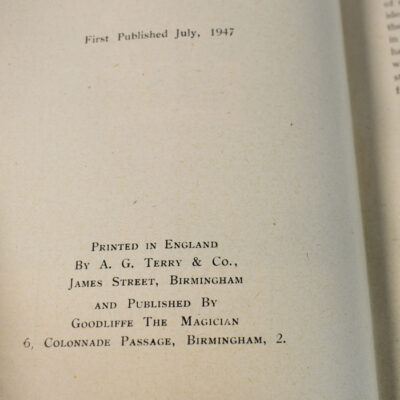 First Published July, 1947
Printed in England
By A. G. Terry & Co.,
James Street, Birmingham
and Published By
Goodliffe The Magician
6, Colonnade Passage, Birmingham, 2.